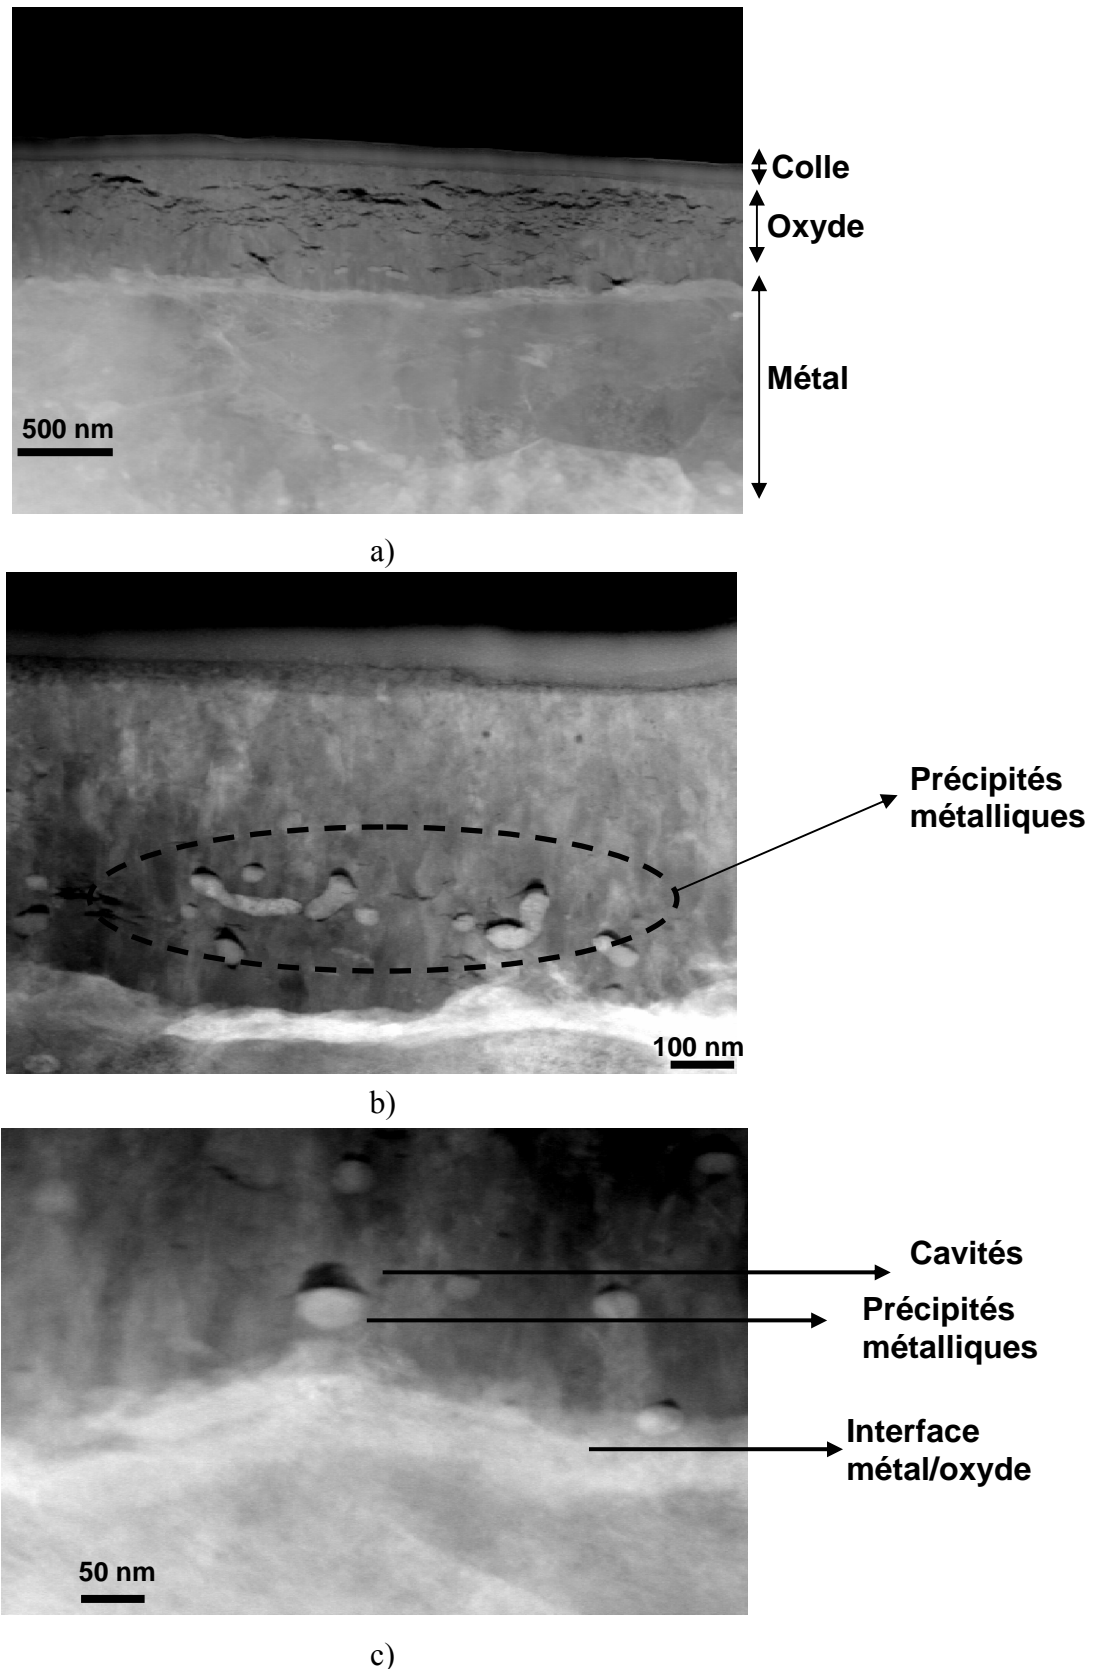 Colle
Oxyde
Métal
500 nm
a)
Précipités
métalliques
100 nm
b)
Cavités
Précipités
métalliques
Interface
métal/oxyde
50 nm
c)